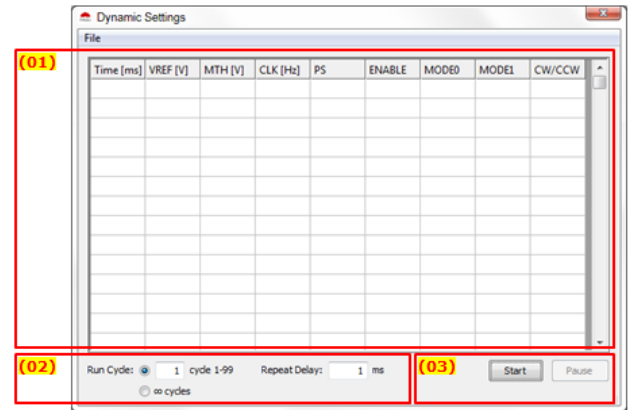 Dynamic Settings
File
(01)
Time [ms] VREF [V] MTH [V] CLK [Hz] PS ENABLE MODE0 MODE1 CW/CCW
(02)
Run Cycle: 1 cycle 1-99 Repeat Delay: 1 ms
∞ cycles
(03)
Start Pause